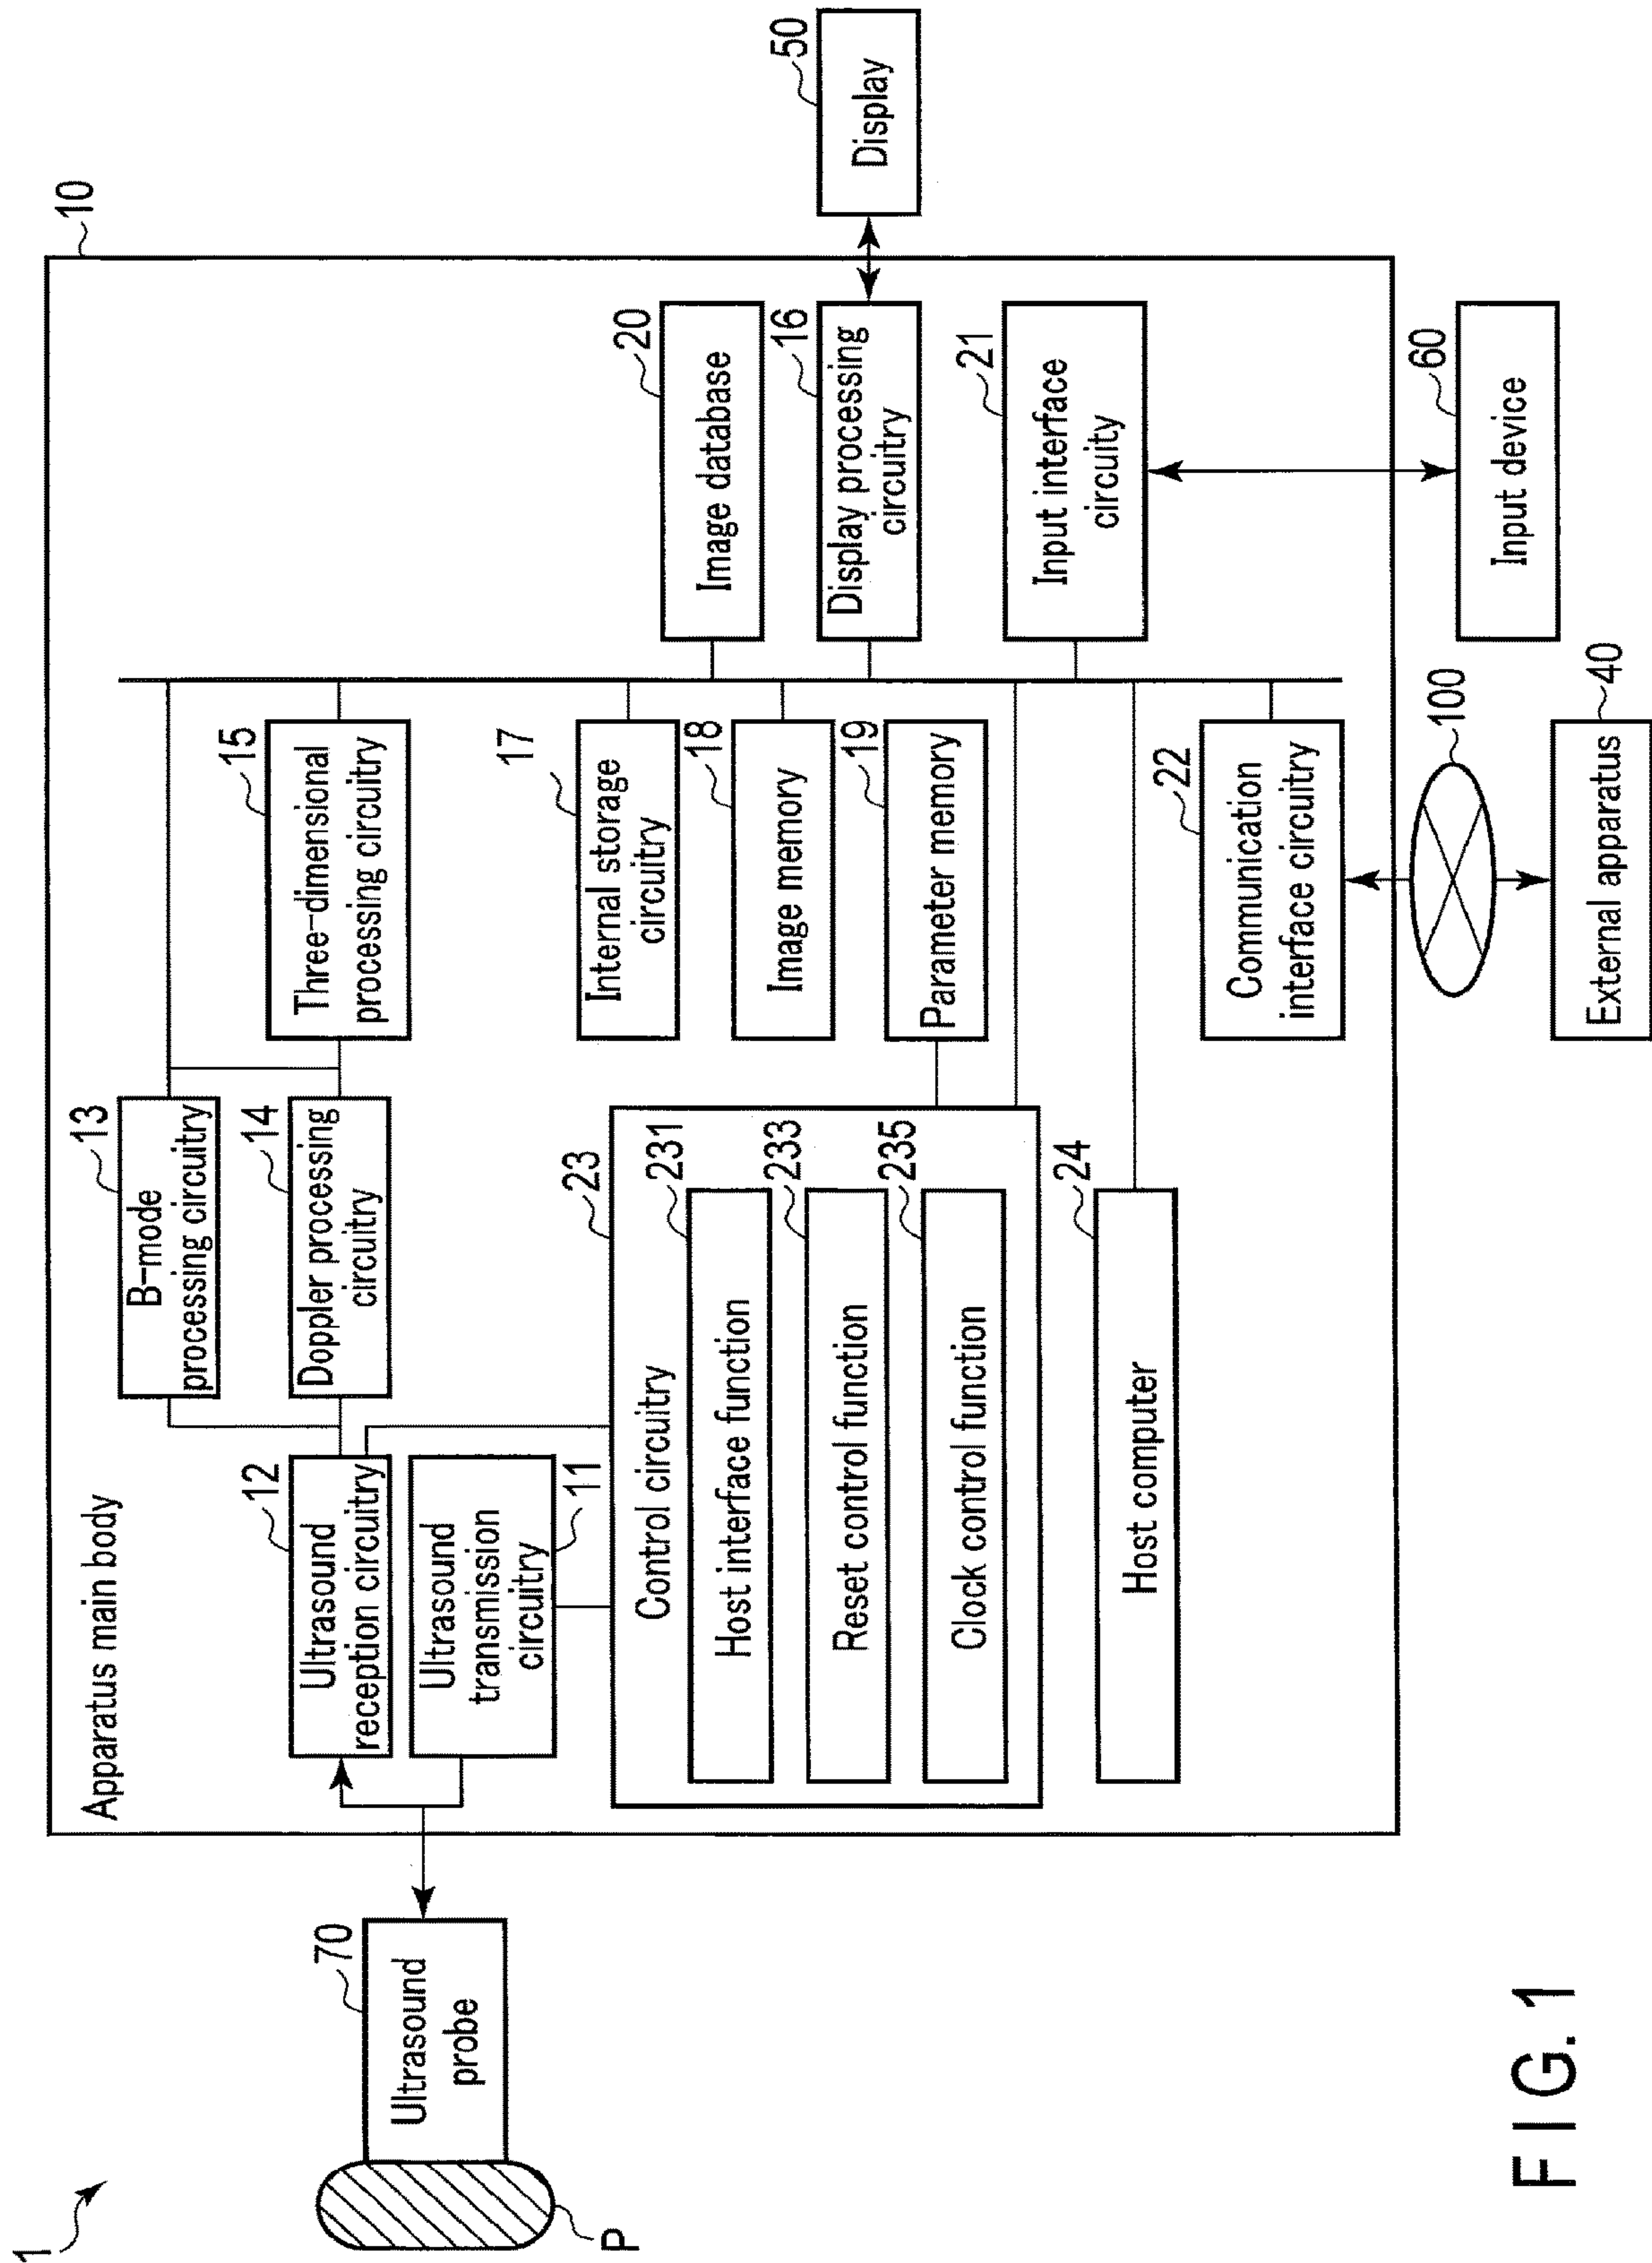 1
Apparatus main body
10
P
Ultrasound
probe
70
Ultrasound
reception circuitry
12
Ultrasound
transmission
circuitry
11
B-mode
processing circuitry
13
Doppler processing
circuitry
14
Three-dimensional
processing circuitry
15
Internal storage
circuitry
17
Image memory
18
Parameter memory
19
Image database
20
Display processing
circuitry
16
Display
50
Input interface
circuity
21
Control circuitry
23
Host interface function
231
Reset control function
233
Clock control function
235
Host computer
24
Communication
interface circuitry
22
100
External apparatus
40
Input device
60
FIG. 1